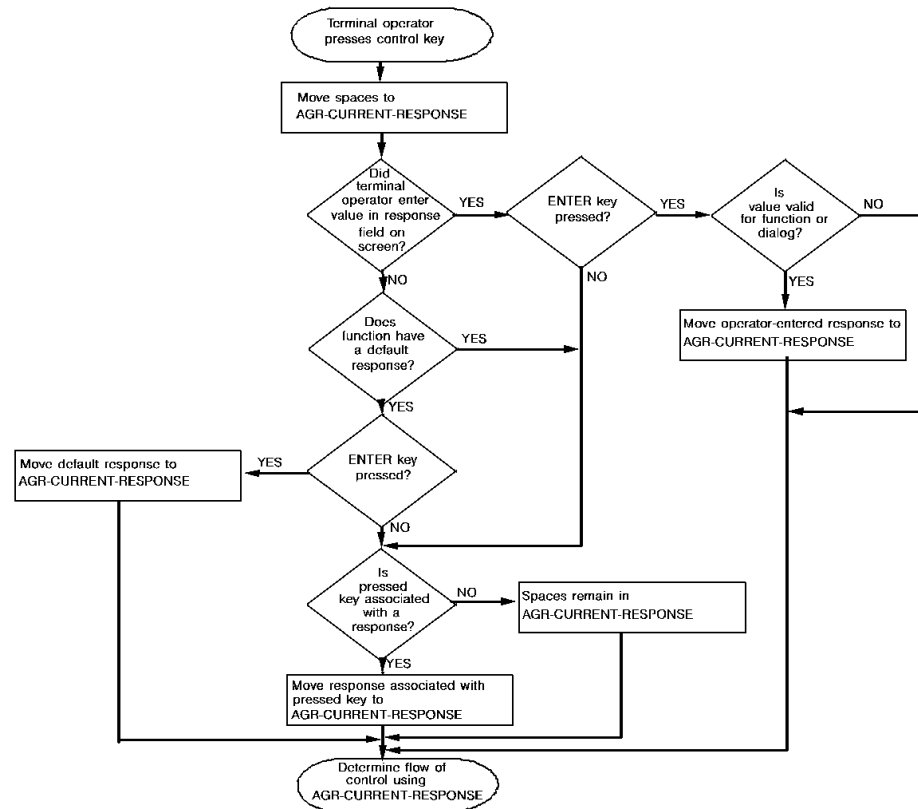 Terminal operator
presses control key
Move spaces to
AGR-CURRENT-RESPONSE
Did
terminal
operator enter
value in response
field on
screen?
YES
ENTER key
pressed?
YES
Is
value valid
for function or
dialog?
NO
NO
NO
YES
Does
function have
a default
response?
YES
Move operator-entered response to
AGR-CURRENT-RESPONSE
YES
Move default response to
AGR-CURRENT-RESPONSE
YES
ENTER key
pressed?
NO
Is
pressed
key associated
with a
response?
NO
Spaces remain in
AGR-CURRENT-RESPONSE
YES
Move response associated with
pressed key to
AGR-CURRENT-RESPONSE
Determine flow of
control using
AGR-CURRENT-RESPONSE